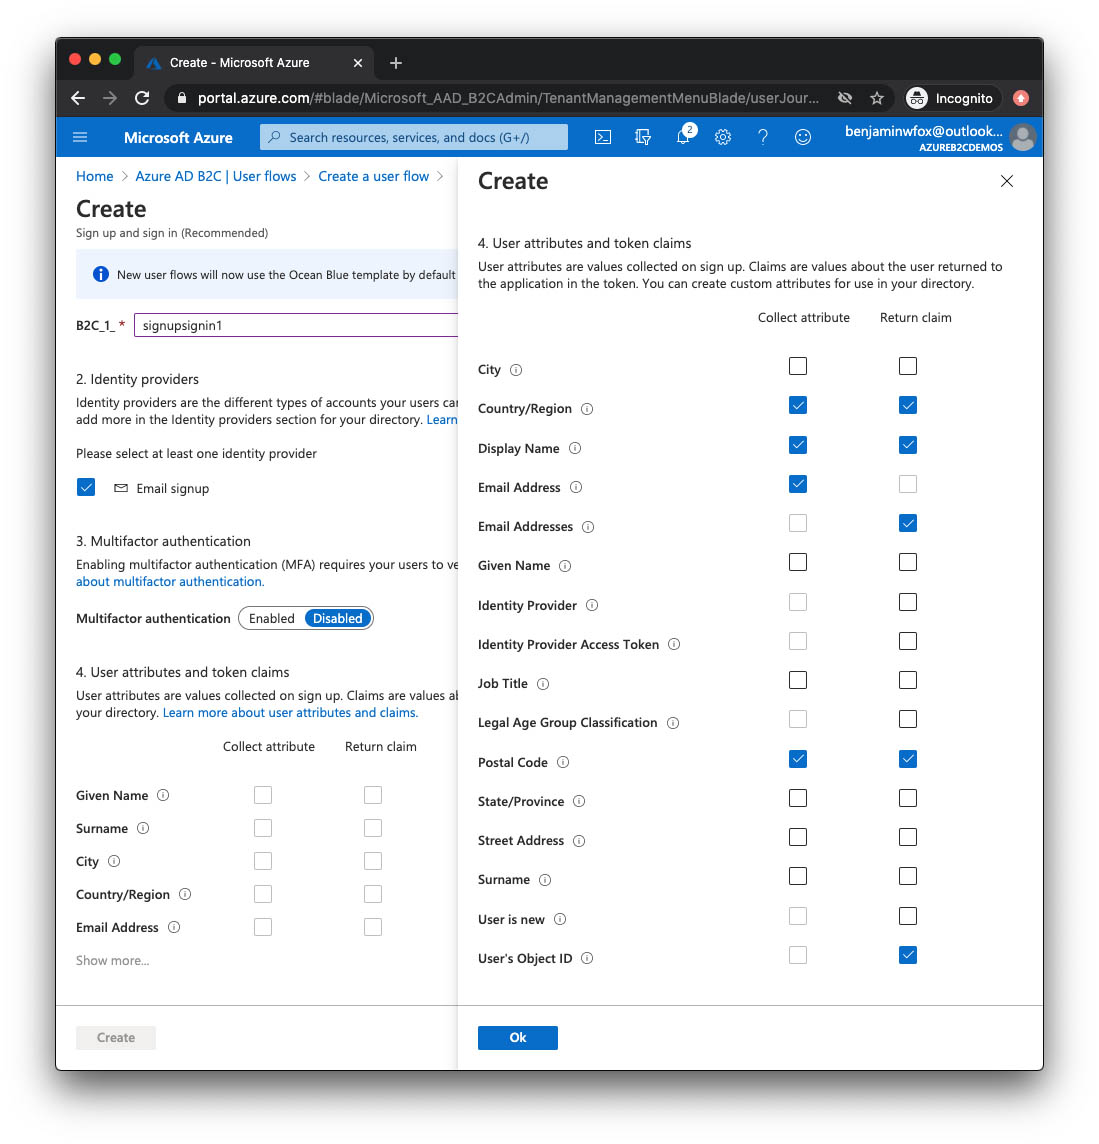 Create - Microsoft Azure
portal.azure.com/#blade/Microsoft_AAD_B2CAdmin/TenantManagementMenuBlade/userJour...
Incognito
Microsoft Azure
Search resources, services, and docs (G+/)
2
benjaminwfox@outlook...
AZUREB2CDEMOS
Home > Azure AD B2C | User flows > Create a user flow >
Create
Sign up and sign in (Recommended)
New user flows will now use the Ocean Blue template by default
B2C_1_ * signupsignin1
2. Identity providers
Identity providers are the different types of accounts your users can
add more in the Identity providers section for your directory. Learn
Please select at least one identity provider
Email signup
3. Multifactor authentication
Enabling multifactor authentication (MFA) requires your users to ve
about multifactor authentication.
Multifactor authentication Enabled Disabled
4. User attributes and token claims
User attributes are values collected on sign up. Claims are values ab
your directory. Learn more about user attributes and claims.
Collect attribute Return claim
Given Name
Surname
City
Country/Region
Email Address
Show more...
Create
Create
4. User attributes and token claims
User attributes are values collected on sign up. Claims are values about the user returned to
the application in the token. You can create custom attributes for use in your directory.
Collect attribute Return claim
City
Country/Region
Display Name
Email Address
Email Addresses
Given Name
Identity Provider
Identity Provider Access Token
Job Title
Legal Age Group Classification
Postal Code
State/Province
Street Address
Surname
User is new
User's Object ID
Ok